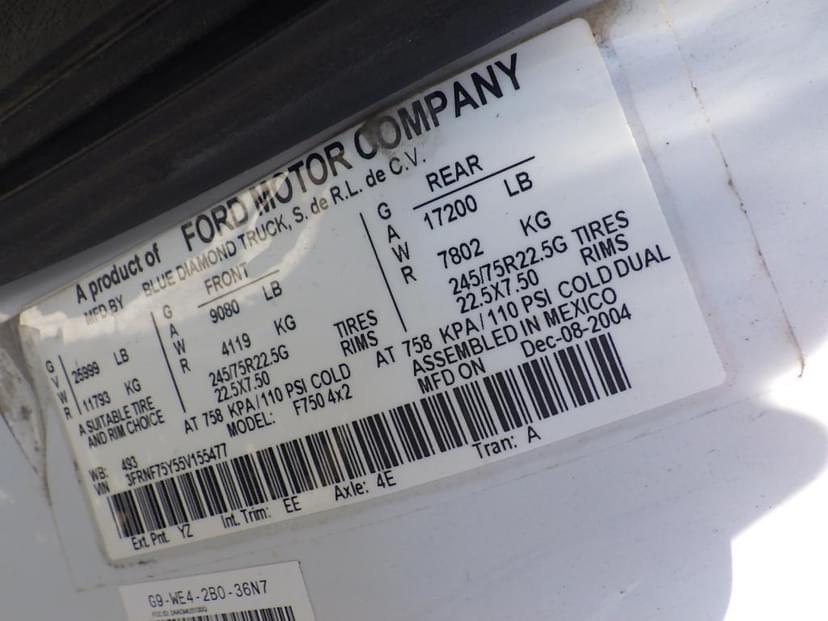 A product of FORD MOTOR COMPANY
MFD BY BLUE DIAMOND TRUCK, S. de R.L. de C.V.
GVWR
25999 LB
11793 KG
A SUITABLE TIRE
AND RIM CHOICE
FRONT
GAWR
9080 LB
4119 KG
245/75R22.5G TIRES
22.5X7.50 RIMS
AT 758 KPA/110 PSI COLD
REAR
GAWR
17200 LB
7802 KG
245/75R22.5G TIRES
22.5X7.50 RIMS
AT 758 KPA/110 PSI COLD DUAL
MODEL: F750 4x2
ASSEMBLED IN MEXICO
MFD ON Dec-08-2004
WB: 493
VIN 3FRNF75Y55V155477
Ext. Pnt. YZ Int. Trim: EE Axle: 4E Tran: A
G9-WE4-2B0-36N7